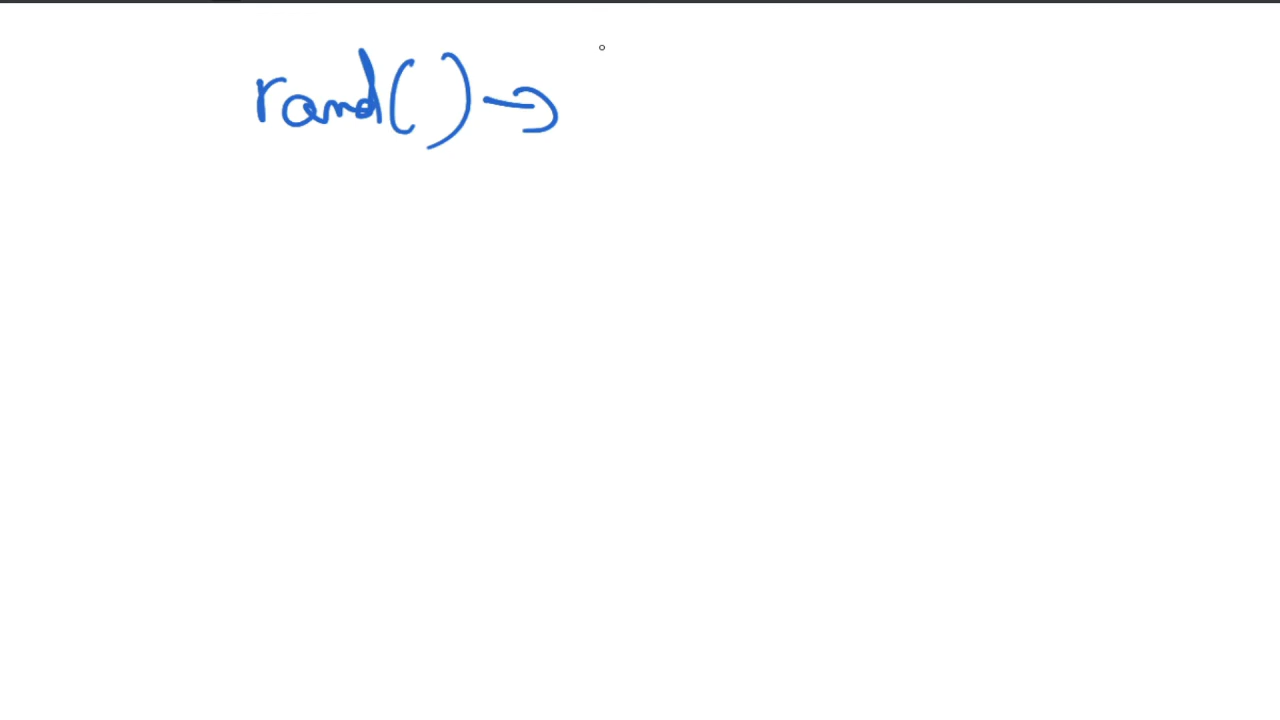 rand() →